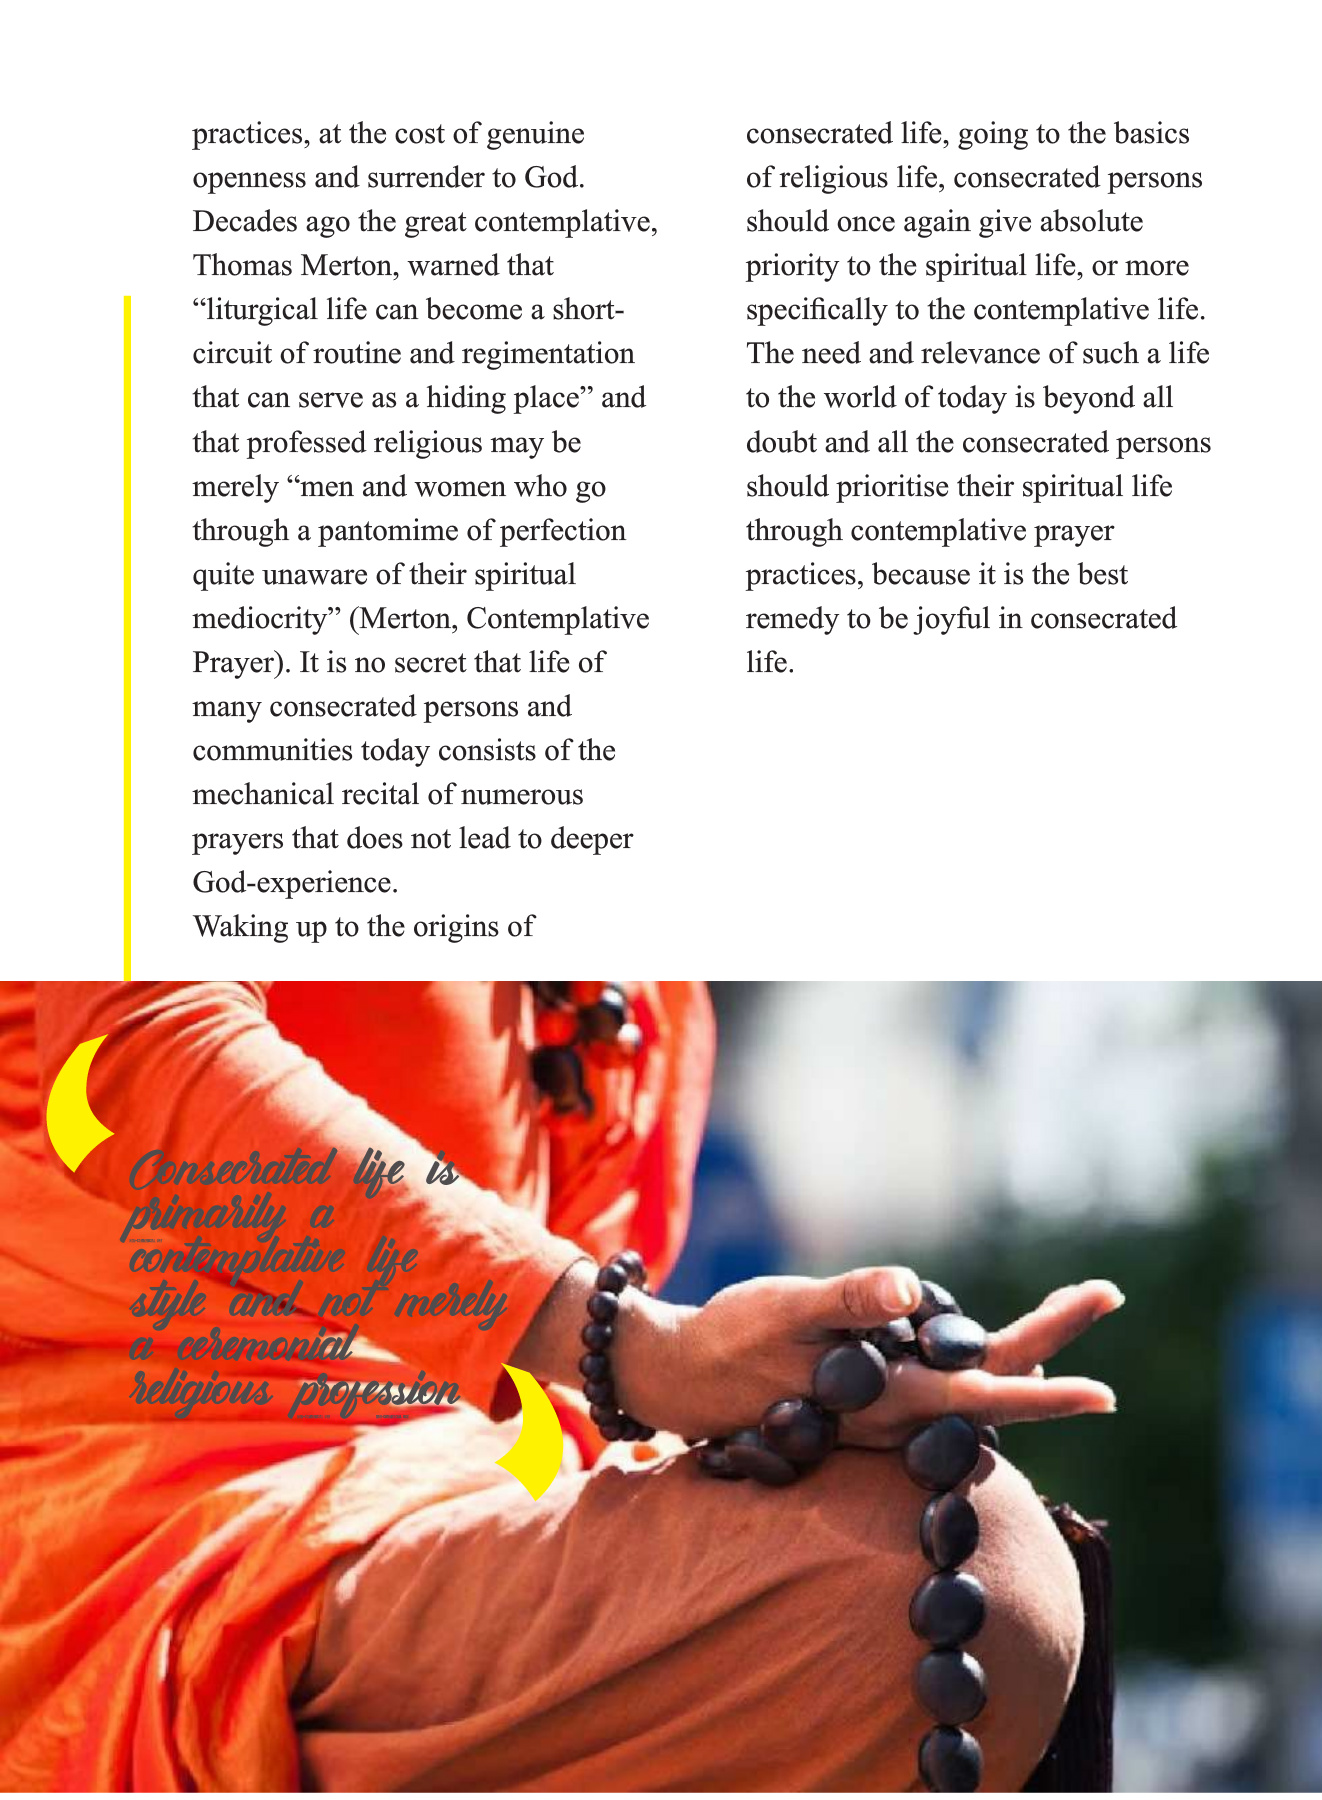 practices, at the cost of genuine
openness and surrender to God.
Decades ago the great contemplative,
Thomas Merton, warned that
“liturgical life can become a short-
circuit of routine and regimentation
that can serve as a hiding place” and
that professed religious may be
merely “men and women who go
through a pantomime of perfection
quite unaware of their spiritual
mediocrity” (Merton, Contemplative
Prayer). It is no secret that life of
many consecrated persons and
communities today consists of the
mechanical recital of numerous
prayers that does not lead to deeper
God-experience.
Waking up to the origins of
consecrated life, going to the basics
of religious life, consecrated persons
should once again give absolute
priority to the spiritual life, or more
specifically to the contemplative life.
The need and relevance of such a life
to the world of today is beyond all
doubt and all the consecrated persons
should prioritise their spiritual life
through contemplative prayer
practices, because it is the best
remedy to be joyful in consecrated
life.
Consecrated life is
primarily a
contemplative life
style and not merely
a ceremonial
religious profession